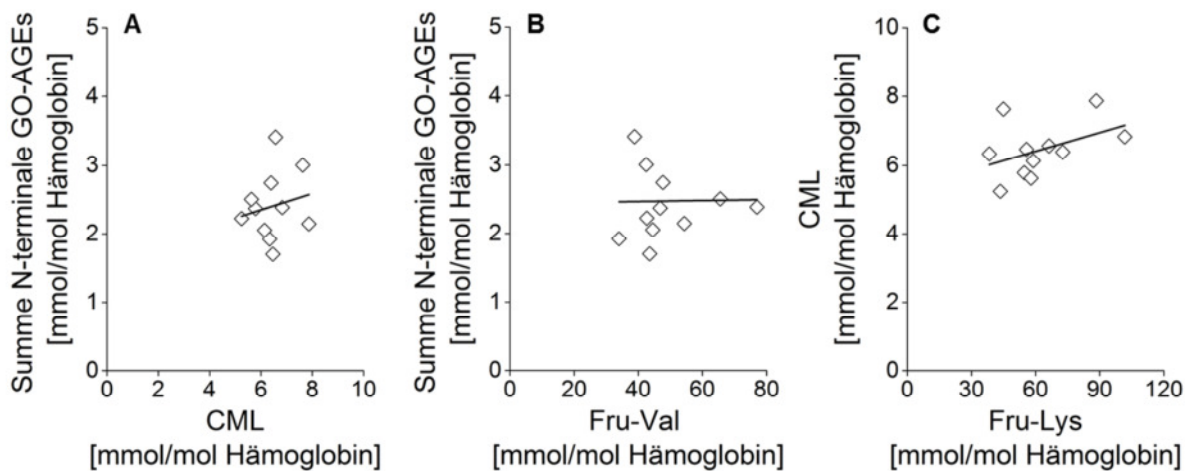 A
Summe N-terminale GO-AGEs
[mmol/mol Hämoglobin]
5
4
3
2
1
0
0 2 4 6 8 10
CML
[mmol/mol Hämoglobin]
B
Summe N-terminale GO-AGEs
[mmol/mol Hämoglobin]
5
4
3
2
1
0
0 20 40 60 80
Fru-Val
[mmol/mol Hämoglobin]
C
CML
[mmol/mol Hämoglobin]
10
8
6
4
2
0
0 30 60 90 120
Fru-Lys
[mmol/mol Hämoglobin]